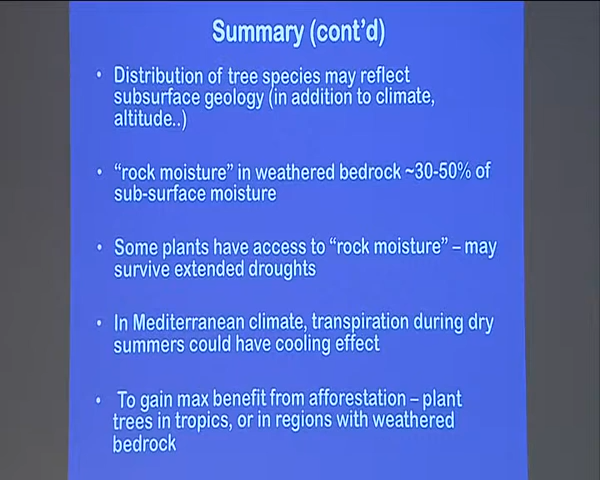 Summary (cont'd)
• Distribution of tree species may reflect
subsurface geology (in addition to climate,
altitude..)
• "rock moisture" in weathered bedrock ~30-50% of
sub-surface moisture
• Some plants have access to "rock moisture" – may
survive extended droughts
• In Mediterranean climate, transpiration during dry
summers could have cooling effect
• To gain max benefit from afforestation – plant
trees in tropics, or in regions with weathered
bedrock